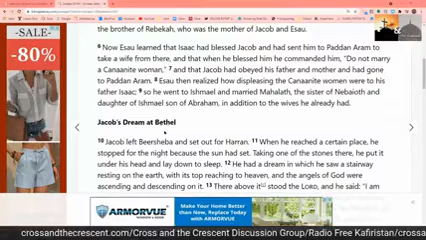 -SALE-
-80%
the brother of Rebekah, who was the mother of Jacob and Esau.
6 Now Esau learned that Isaac had blessed Jacob and had sent him to Paddan Aram to
take a wife from there, and that when he blessed him he commanded him, “Do not marry
a Canaanite woman,” 7 and that Jacob had obeyed his father and mother and had gone
to Paddan Aram. 8 Esau then realized how displeasing the Canaanite women were to his
father Isaac; 9 so he went to Ishmael and married Mahalath, the sister of Nebaioth and
daughter of Ishmael son of Abraham, in addition to the wives he already had.
Jacob's Dream at Bethel
10 Jacob left Beersheba and set out for Harran. 11 When he reached a certain place, he
stopped for the night because the sun had set. Taking one of the stones there, he put it
under his head and lay down to sleep. 12 He had a dream in which he saw a stairway
resting on the earth, with its top reaching to heaven, and the angels of God were
ascending and descending on it. 13 There above it the LORD, and he said: “I am
ARMORVUE
Make Your Home Prettier
than Your Neighbors',
Replace Today with
ARMORVUE
crossandthecrescent.com/Cross and the Crescent Discussion Group/Radio Free Kafiristan/crossa